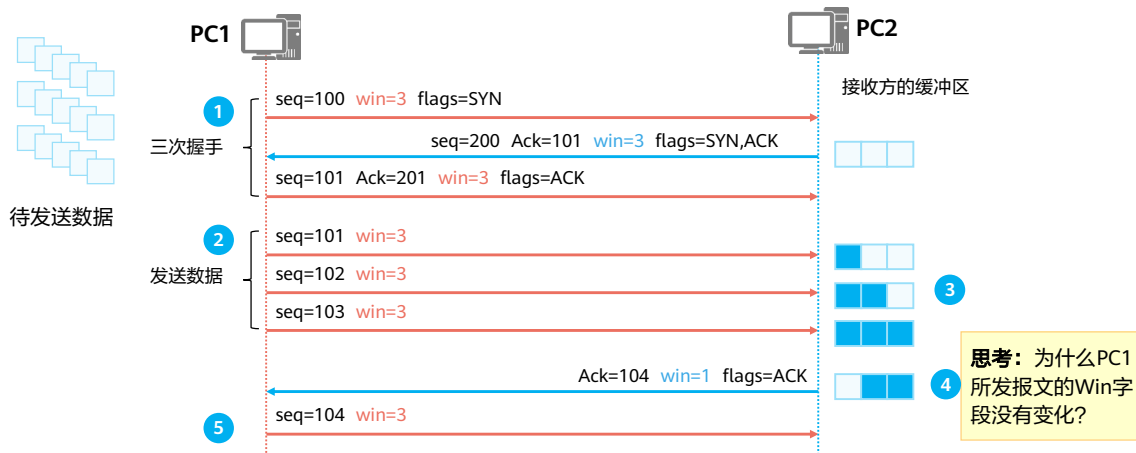 PC1
PC2
接收方的缓冲区
待发送数据
1
三次握手
seq=100 win=3 flags=SYN
seq=200 Ack=101 win=3 flags=SYN,ACK
seq=101 Ack=201 win=3 flags=ACK
2
发送数据
seq=101 win=3
seq=102 win=3
3
seq=103 win=3
Ack=104 win=1 flags=ACK
4
思考：为什么PC1
所发报文的Win字
段没有变化?
5
seq=104 win=3